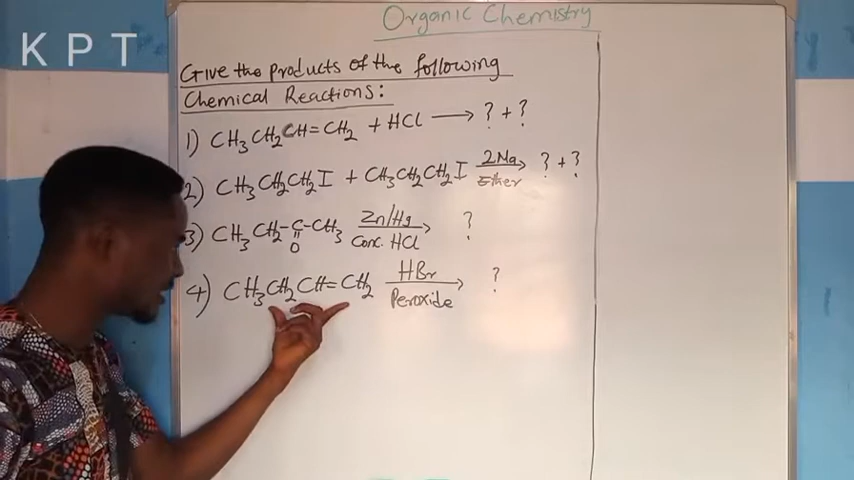 Organic Chemistry
KPT
Give the products of the following
Chemical Reactions:
1) CH₃CH₂CH=CH₂ + HCl ⟶ ? + ?
2) CH₃CH₂CH₂I + CH₃CH₂CH₂I 2Na ⟶ Ether ? + ?
3) CH₃CH₂-C-CH₃ Zn/Hg ⟶ Conc. HCl ?
O
4) CH₃CH₂CH=CH₂ HBr ⟶ Peroxide ?